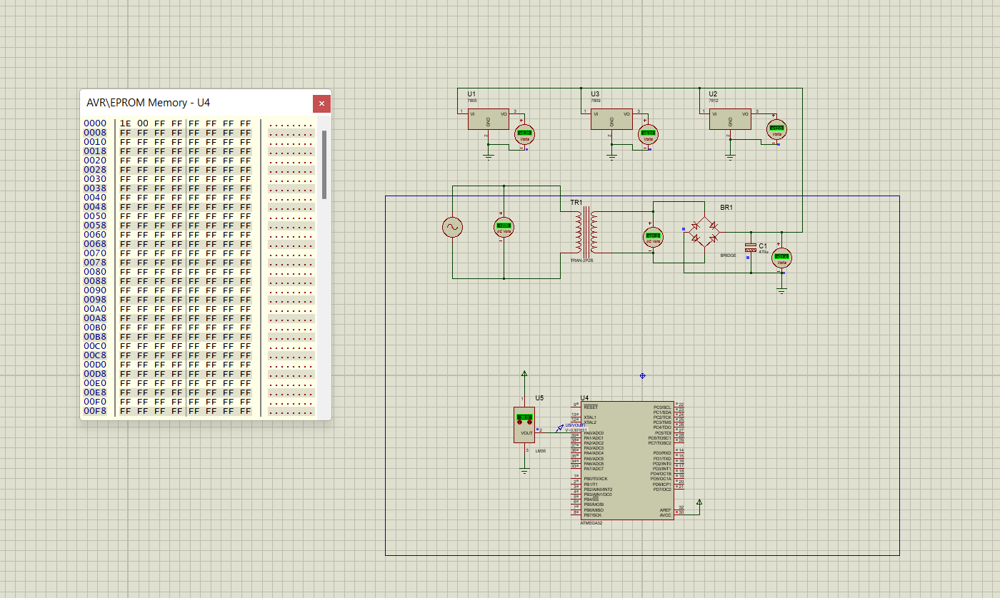 AVR\EPROM Memory - U4
0000 1E 00 FF FF FF FF FF FF ........
0008 FF FF FF FF FF FF FF FF ........
0010 FF FF FF FF FF FF FF FF ........
0018 FF FF FF FF FF FF FF FF ........
0020 FF FF FF FF FF FF FF FF ........
0028 FF FF FF FF FF FF FF FF ........
0030 FF FF FF FF FF FF FF FF ........
0038 FF FF FF FF FF FF FF FF ........
0040 FF FF FF FF FF FF FF FF ........
0048 FF FF FF FF FF FF FF FF ........
0050 FF FF FF FF FF FF FF FF ........
0058 FF FF FF FF FF FF FF FF ........
0060 FF FF FF FF FF FF FF FF ........
0068 FF FF FF FF FF FF FF FF ........
0070 FF FF FF FF FF FF FF FF ........
0078 FF FF FF FF FF FF FF FF ........
0080 FF FF FF FF FF FF FF FF ........
0088 FF FF FF FF FF FF FF FF ........
0090 FF FF FF FF FF FF FF FF ........
0098 FF FF FF FF FF FF FF FF ........
00A0 FF FF FF FF FF FF FF FF ........
00A8 FF FF FF FF FF FF FF FF ........
00B0 FF FF FF FF FF FF FF FF ........
00B8 FF FF FF FF FF FF FF FF ........
00C0 FF FF FF FF FF FF FF FF ........
00C8 FF FF FF FF FF FF FF FF ........
00D0 FF FF FF FF FF FF FF FF ........
00D8 FF FF FF FF FF FF FF FF ........
00E0 FF FF FF FF FF FF FF FF ........
00E8 FF FF FF FF FF FF FF FF ........
00F0 FF FF FF FF FF FF FF FF ........
00F8 FF FF FF FF FF FF FF FF ........
U1
7805
1 VI VO 3
GND
2
Volts
U3
7809
1 VI VO 3
GND
2
Volts
U2
7812
1 VI VO 3
GND
2
Volts
AC Volts
TR1
TRAN-2P2S
AC Volts
BR1
BRIDGE
C1
470u
Volts
U5
1
VOUT 2
3
LM35
U5(VOUT)
U4
9 RESET
13 XTAL1
12 XTAL2
PA0/ADC0
39 PA1/ADC1
38 PA2/ADC2
37 PA3/ADC3
36 PA4/ADC4
35 PA5/ADC5
34 PA6/ADC6
33 PA7/ADC7
1 PB0/T0/XCK
2 PB1/T1
3 PB2/AIN0/INT2
4 PB3/AIN1/OC0
5 PB4/SS
6 PB5/MOSI
7 PB6/MISO
8 PB7/SCK
PC0/SCL 22
PC1/SDA 23
PC2/TCK 24
PC3/TMS 25
PC4/TDO 26
PC5/TDI 27
PC6/TOSC1 28
PC7/TOSC2 29
PD0/RXD 14
PD1/TXD 15
PD2/INT0 16
PD3/INT1 17
PD4/OC1B 18
PD5/OC1A 19
PD6/ICP1 20
PD7/OC2 21
AREF 32
AVCC 30
ATMEGA32